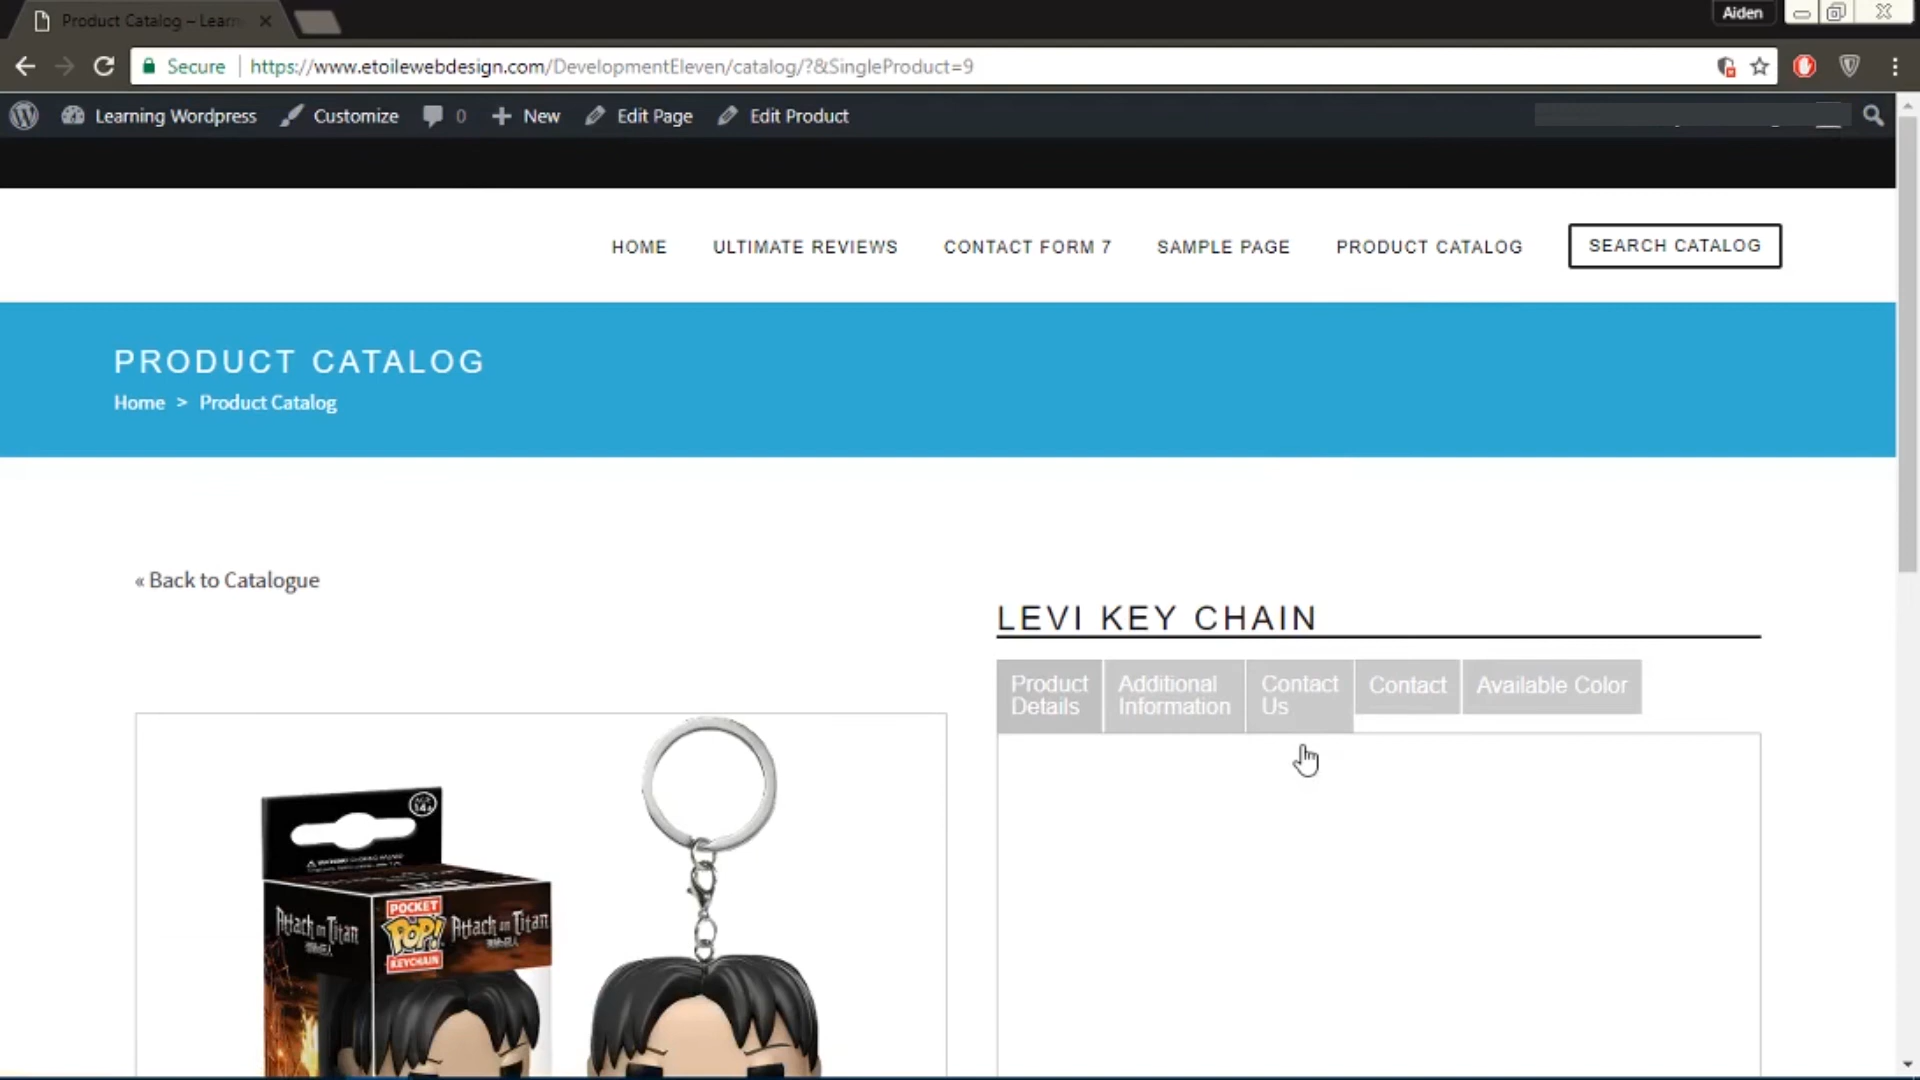 Product Catalog – Learn
Aiden
Secure
https://www.etoilewebdesign.com/DevelopmentEleven/catalog/?&SingleProduct=9
Learning Wordpress
Customize
0
New
Edit Page
Edit Product
HOME
ULTIMATE REVIEWS
CONTACT FORM 7
SAMPLE PAGE
PRODUCT CATALOG
SEARCH CATALOG
PRODUCT CATALOG
Home > Product Catalog
« Back to Catalogue
LEVI KEY CHAIN
Product
Details
Additional
Information
Contact
Us
Contact
Available Color
AGE
14+
Attack on Titan
POCKET
POP!
KEYCHAIN
Attack on Titan